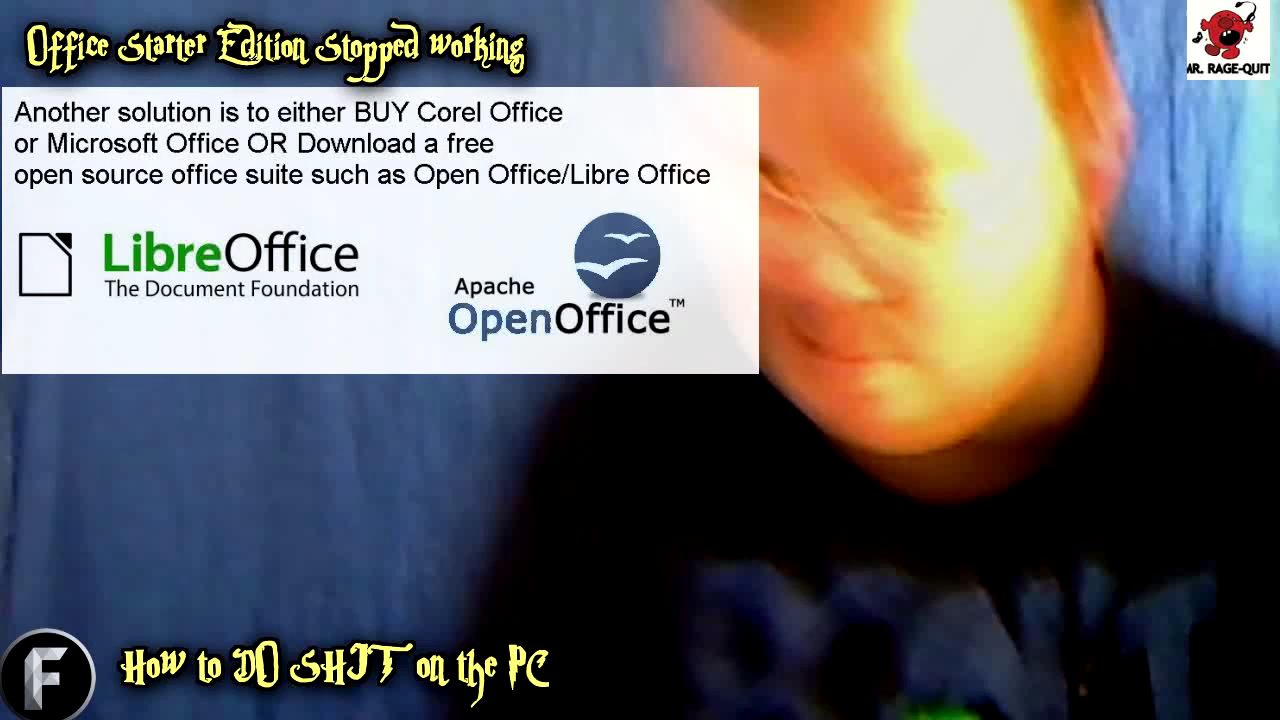 Office Starter Edition Stopped working
MR. RAGE-QUIT
Another solution is to either BUY Corel Office
or Microsoft Office OR Download a free
open source office suite such as Open Office/Libre Office
LibreOffice
The Document Foundation
Apache
OpenOffice™
F
How to DO SHIT on the PC